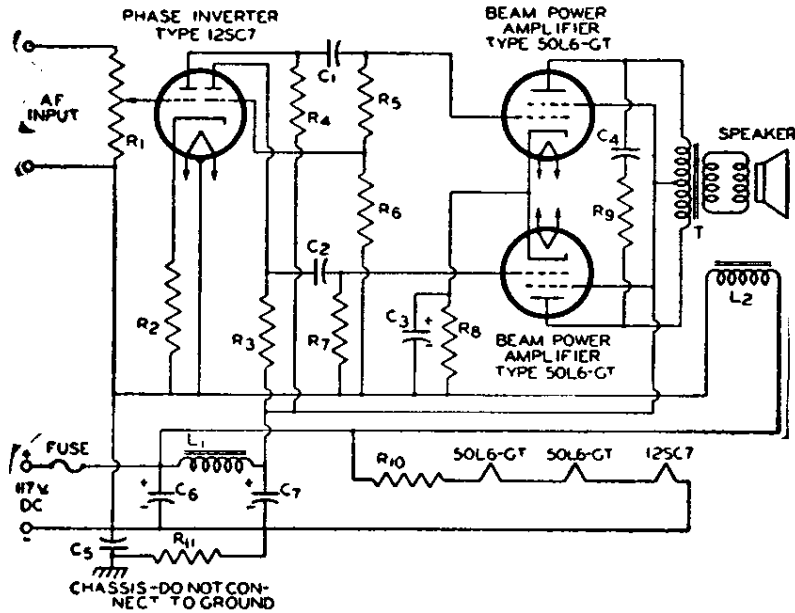 PHASE INVERTER
TYPE 12SC7
BEAM POWER
AMPLIFIER
TYPE 50L6-GT
AF
INPUT
R1
R4
C1
R5
C4
SPEAKER
R6
R9
T
C2
L2
R2
R3
R7
C3
+
-
R8
BEAM POWER
AMPLIFIER
TYPE 50L6-GT
+
FUSE
L1
R10
50L6-GT
50L6-GT
12SC7
117 V
DC
-
+
-
C6
+
-
C7
C5
R11
CHASSIS-DO NOT CON-
NECT TO GROUND